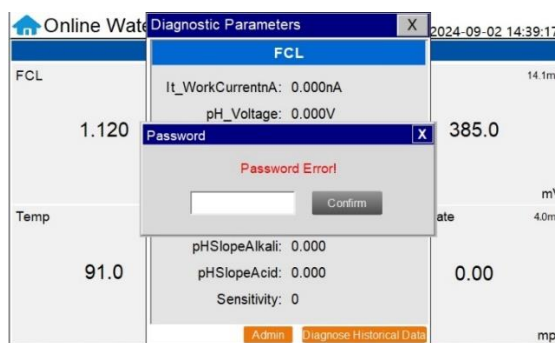 Online Wate
Diagnostic Parameters X
2024-09-02 14:39:17
FCL
FCL
14.1m
It_WorkCurrentnA: 0.000nA
pH_Voltage: 0.000V
1.120
385.0
Password X
Password Error!
Confirm
mV
Temp
ate
4.0m
pHSlopeAlkali: 0.000
91.0
pHSlopeAcid: 0.000
0.00
Sensitivity: 0
Admin
Diagnose Historical Data
mp